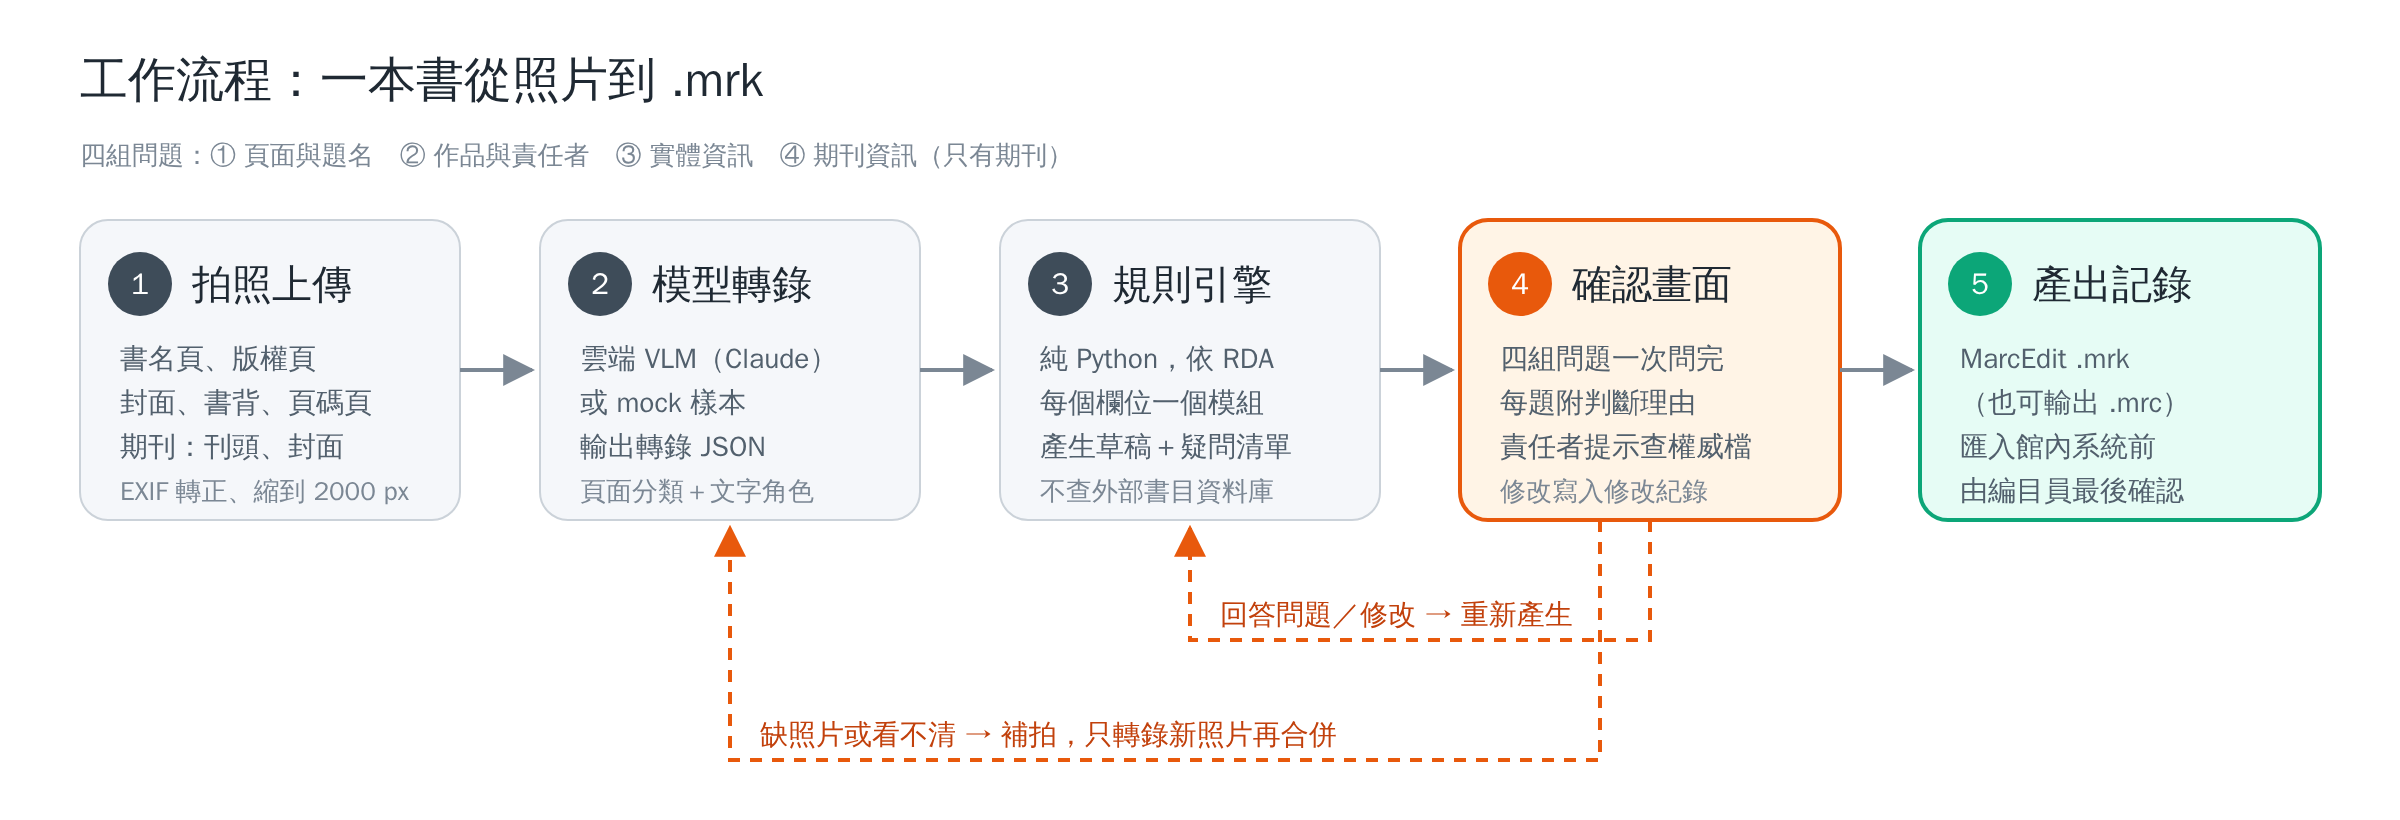 工作流程：一本書從照片到 .mrk
四組問題：① 頁面與題名　② 作品與責任者　③ 實體資訊　④ 期刊資訊（只有期刊）
1 拍照上傳
書名頁、版權頁
封面、書背、頁碼頁
期刊：刊頭、封面
EXIF 轉正、縮到 2000 px
2 模型轉錄
雲端 VLM（Claude）
或 mock 樣本
輸出轉錄 JSON
頁面分類＋文字角色
3 規則引擎
純 Python，依 RDA
每個欄位一個模組
產生草稿＋疑問清單
不查外部書目資料庫
4 確認畫面
四組問題一次問完
每題附判斷理由
責任者提示查權威檔
修改寫入修改紀錄
5 產出記錄
MarcEdit .mrk
（也可輸出 .mrc）
匯入館內系統前
由編目員最後確認
回答問題／修改 → 重新產生
缺照片或看不清 → 補拍，只轉錄新照片再合併